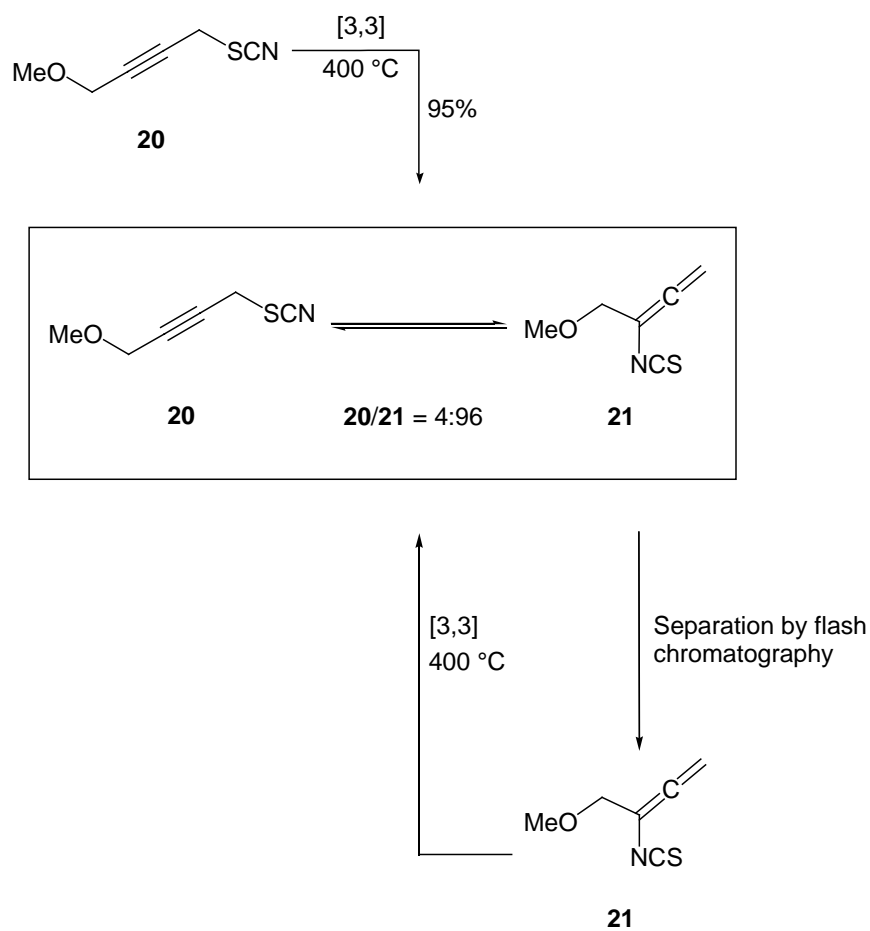 [3,3]
SCN
400 °C
MeO
95%
20
C
SCN
MeO
MeO
NCS
20
20/21 = 4:96
21
[3,3]
400 °C
Separation by flash
chromatography
C
MeO
NCS
21